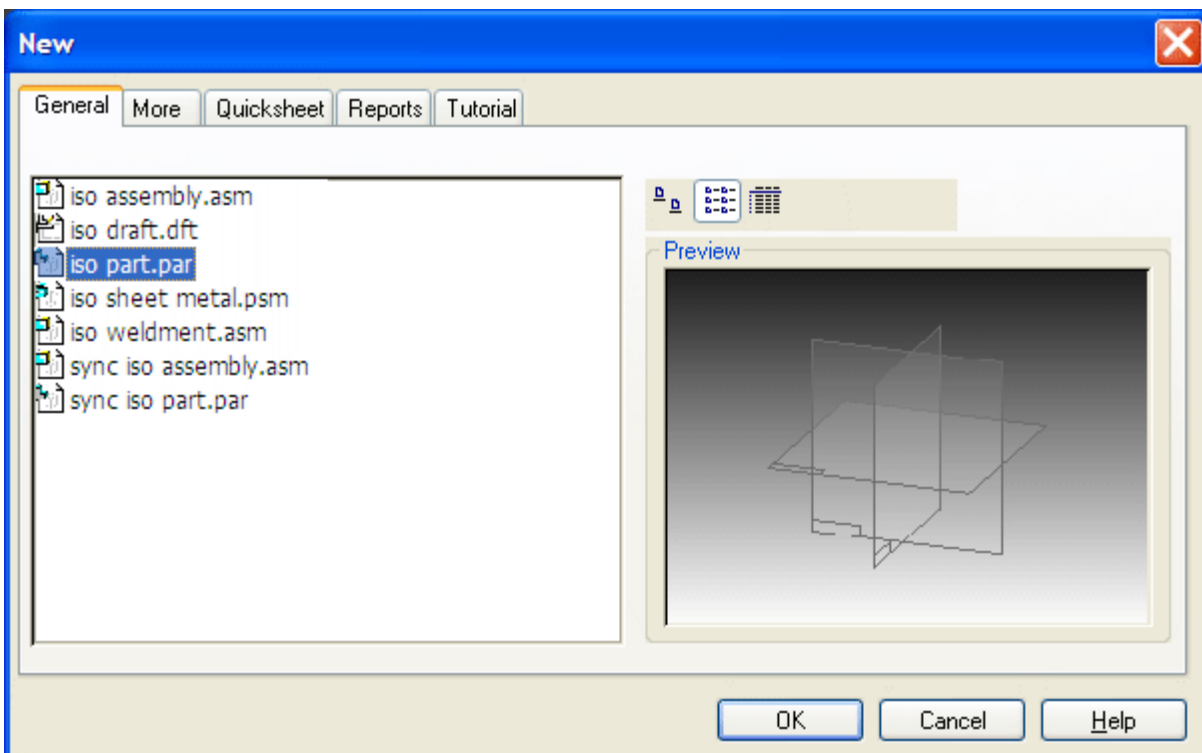 New
General More Quicksheet Reports Tutorial
iso assembly.asm
iso draft.dft
iso part.par
iso sheet metal.psm
iso weldment.asm
sync iso assembly.asm
sync iso part.par
Preview
OK Cancel Help